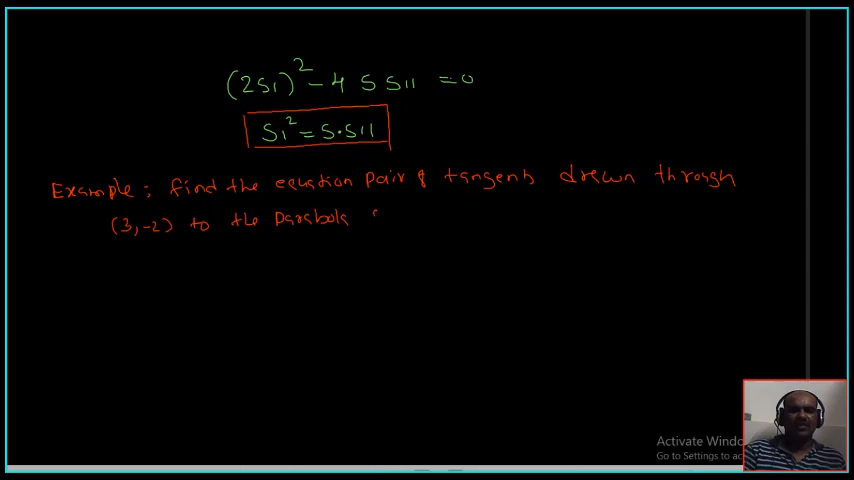 (2S1)² - 4 S S11 = 0
S1² = S·S11
Example: find the equation pair of tangents drawn through
(3,-2) to the parabola
Activate Windo
Go to Settings to ac